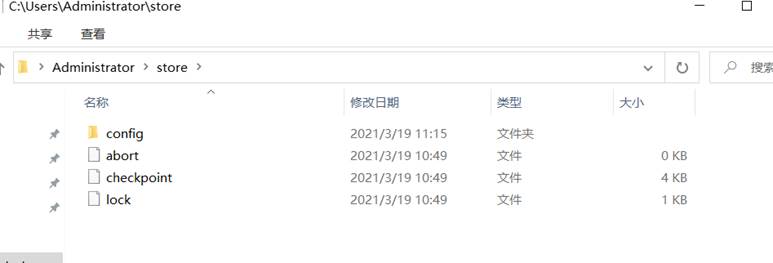 C:\Users\Administrator\store
共享 查看
Administrator store 搜索
名称 修改日期 类型 大小
config 2021/3/19 11:15 文件夹
abort 2021/3/19 10:49 文件 0 KB
checkpoint 2021/3/19 10:49 文件 4 KB
lock 2021/3/19 10:49 文件 1 KB